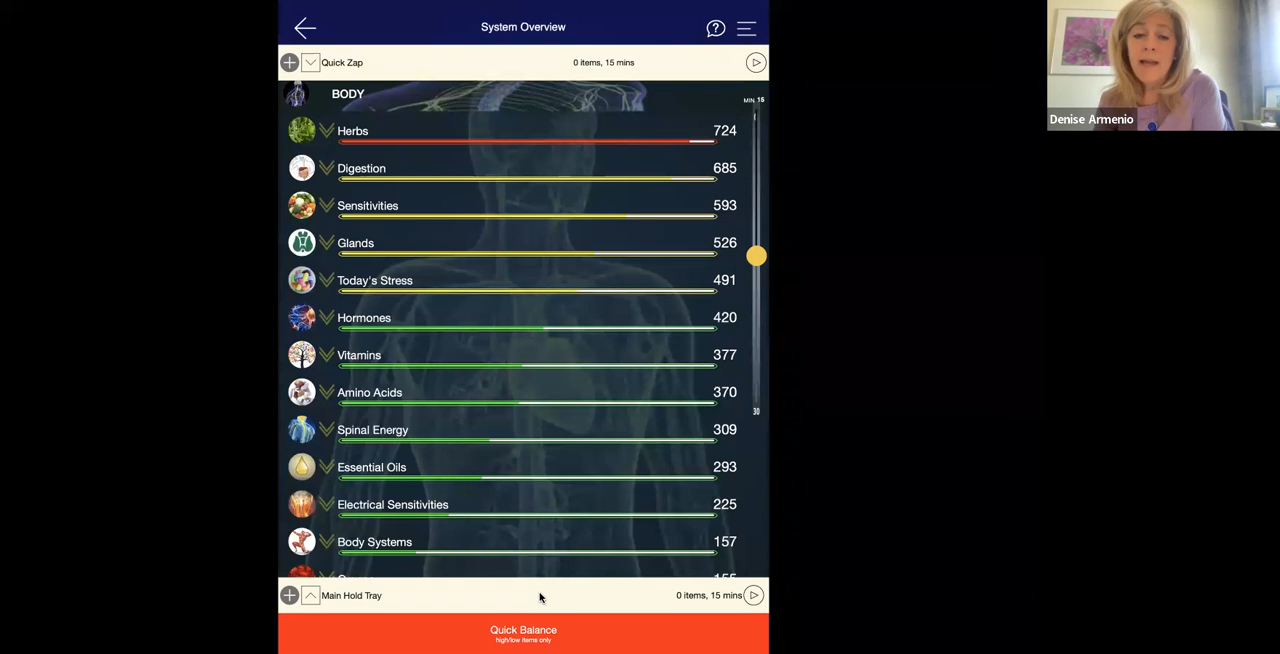 System Overview
Quick Zap
0 items, 15 mins
BODY
MIN. 15
Herbs 724
Digestion 685
Sensitivities 593
Glands 526
Today's Stress 491
Hormones 420
Vitamins 377
Amino Acids 370
30
Spinal Energy 309
Essential Oils 293
Electrical Sensitivities 225
Body Systems 157
Main Hold Tray
0 items, 15 mins
Quick Balance
high/low items only
Denise Armenio